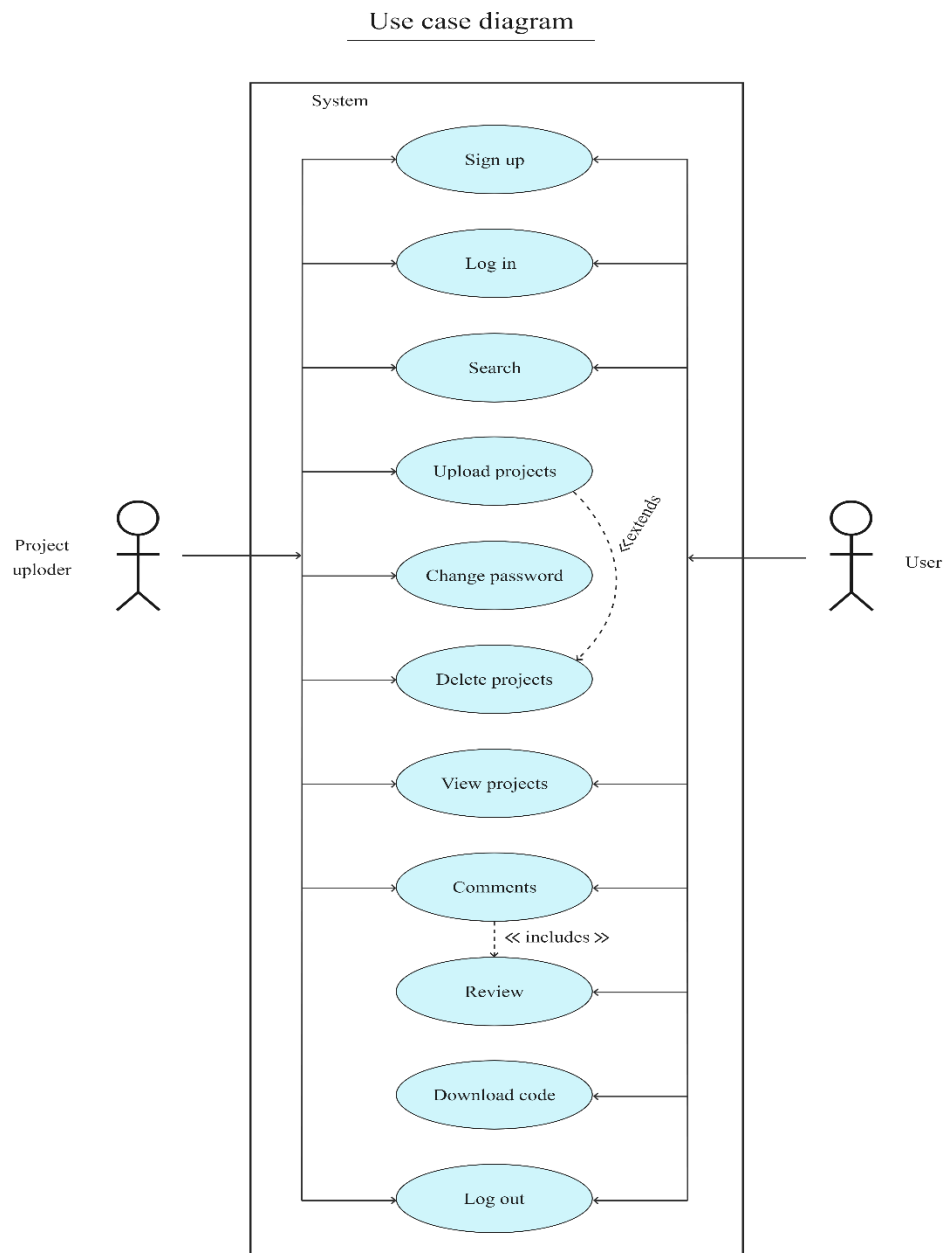 Use case diagram
System
Sign up
Log in
Search
Upload projects
≪extends
Project
uploder
Change password
User
Delete projects
View projects
Comments
≪ includes ≫
Review
Download code
Log out